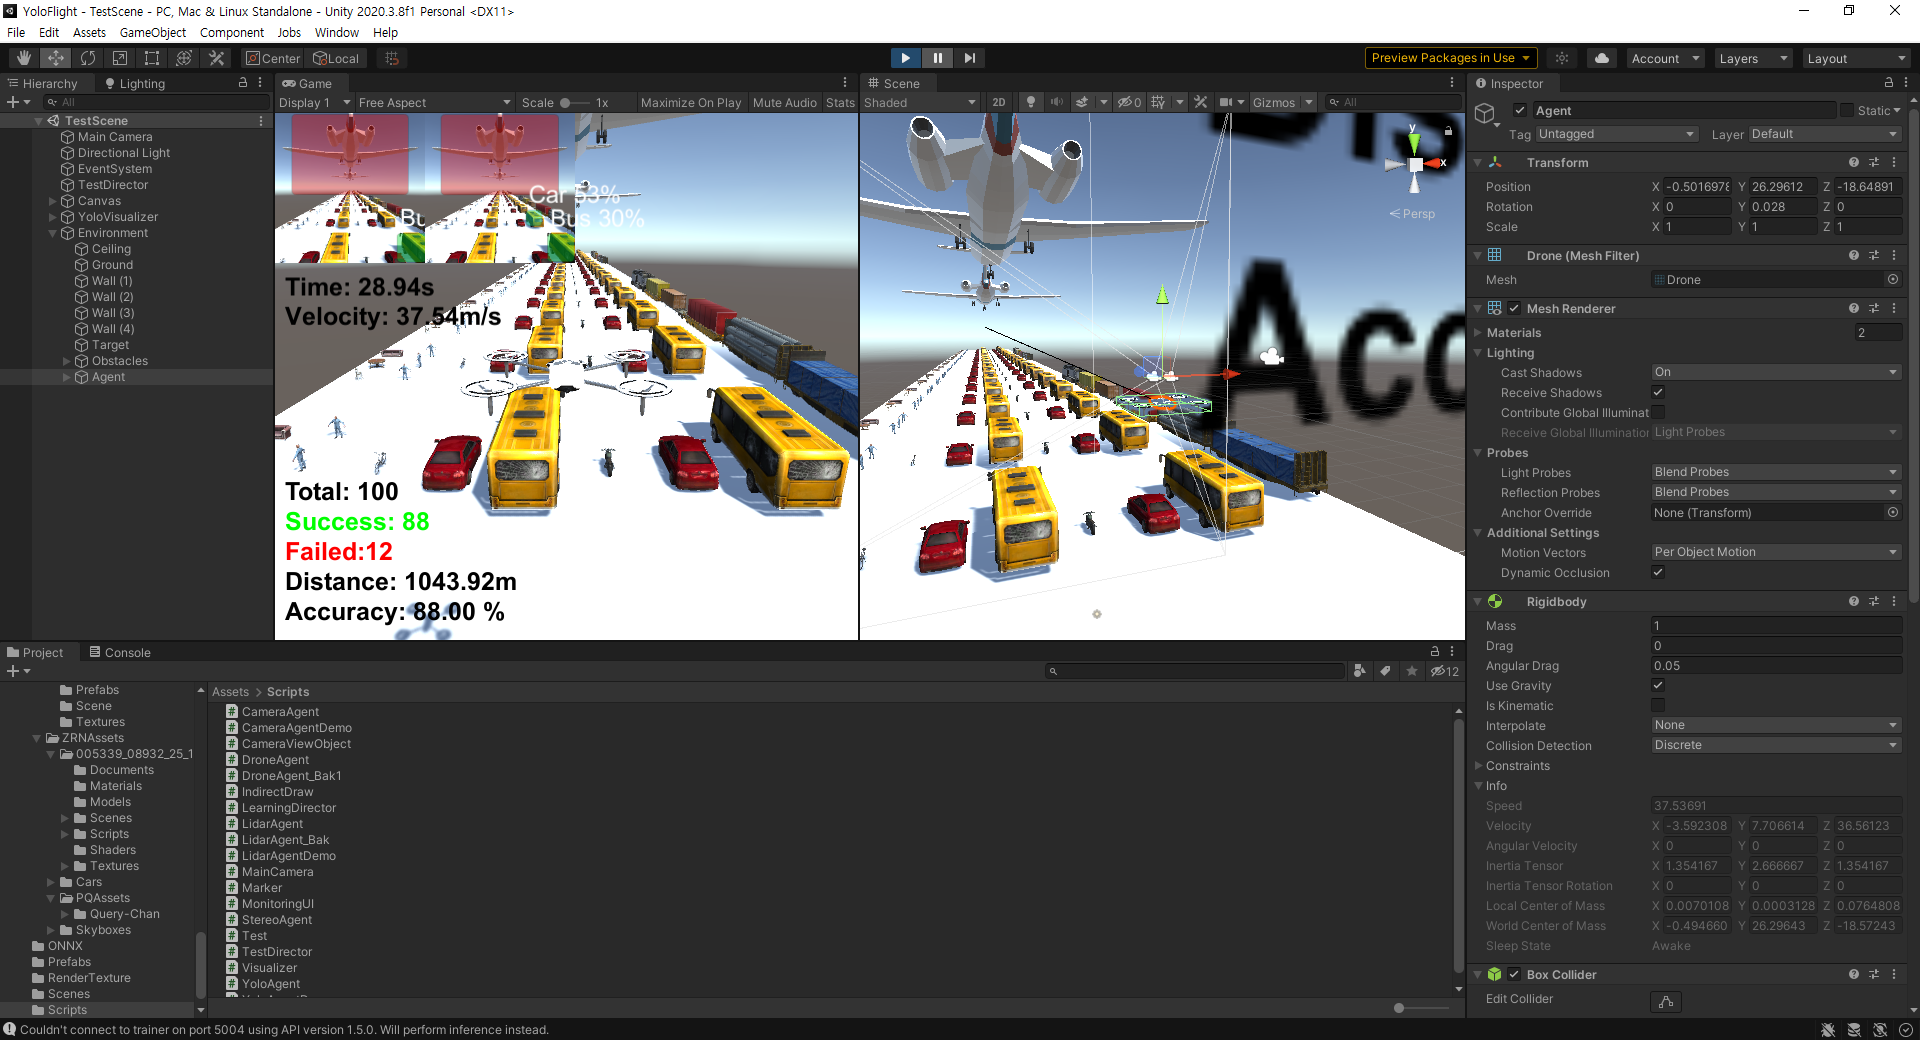 YoloFlight - TestScene - PC, Mac & Linux Standalone - Unity 2020.3.8f1 Personal <DX11>
File Edit Assets GameObject Component Jobs Window Help
Center Local
Preview Packages in Use Account Layers Layout
Hierarchy Lighting
All
TestScene
Main Camera
Directional Light
EventSystem
TestDirector
Canvas
YoloVisualizer
Environment
Ceiling
Ground
Wall (1)
Wall (2)
Wall (3)
Wall (4)
Target
Obstacles
Agent
Game
Display 1 Free Aspect Scale 1x Maximize On Play Mute Audio Stats
Car 53%
Bu
Bus 30%
Time: 28.94s
Velocity: 37.54m/s
Total: 100
Success: 88
Failed:12
Distance: 1043.92m
Accuracy: 88.00 %
Scene
Shaded 2D 0 Gizmos All
y
x
Persp
Dis
Acc
Inspector
Agent Static
Tag Untagged Layer Default
Transform
Position X -0.5016978 Y 26.29612 Z -18.64891
Rotation X 0 Y 0.028 Z 0
Scale X 1 Y 1 Z 1
Drone (Mesh Filter)
Mesh Drone
Mesh Renderer
Materials 2
Lighting
Cast Shadows On
Receive Shadows
Contribute Global Illuminat
Receive Global Illumination Light Probes
Probes
Light Probes Blend Probes
Reflection Probes Blend Probes
Anchor Override None (Transform)
Additional Settings
Motion Vectors Per Object Motion
Dynamic Occlusion
Rigidbody
Mass 1
Drag 0
Angular Drag 0.05
Use Gravity
Is Kinematic
Interpolate None
Collision Detection Discrete
Constraints
Info
Speed 37.53691
Velocity X -3.592308 Y 7.706614 Z 36.56123
Angular Velocity X 0 Y 0 Z 0
Inertia Tensor X 1.354167 Y 2.666667 Z 1.354167
Inertia Tensor Rotation X 0 Y 0 Z 0
Local Center of Mass X 0.0070108 Y 0.0003128 Z 0.0764808
World Center of Mass X -0.494660 Y 26.29643 Z -18.57243
Sleep State Awake
Box Collider
Edit Collider
Project Console
12
Prefabs
Scene
Textures
ZRNAssets
005339_08932_25_1
Documents
Materials
Models
Scenes
Scripts
Shaders
Textures
Cars
PQAssets
Query-Chan
Skyboxes
ONNX
Prefabs
RenderTexture
Scenes
Scripts
Assets > Scripts
CameraAgent
CameraAgentDemo
CameraViewObject
DroneAgent
DroneAgent_Bak1
IndirectDraw
LearningDirector
LidarAgent
LidarAgent_Bak
LidarAgentDemo
MainCamera
Marker
MonitoringUI
StereoAgent
Test
TestDirector
Visualizer
YoloAgent
Couldn't connect to trainer on port 5004 using API version 1.5.0. Will perform inference instead.